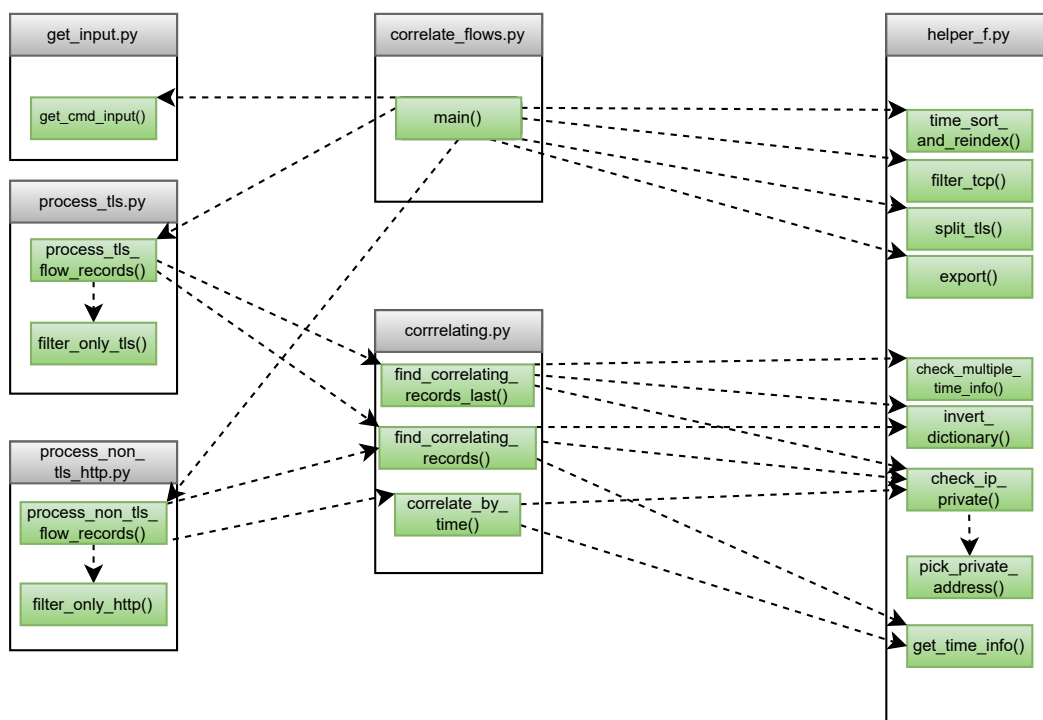 get_input.py
get_cmd_input()
process_tls.py
process_tls_
flow_records()
filter_only_tls()
process_non_
tls_http.py
process_non_tls_
flow_records()
filter_only_http()
correlate_flows.py
main()
corrrelating.py
find_correlating_
records_last()
find_correlating_
records()
correlate_by_
time()
helper_f.py
time_sort_
and_reindex()
filter_tcp()
split_tls()
export()
check_multiple_
time_info()
invert_
dictionary()
check_ip_
private()
pick_private_
address()
get_time_info()